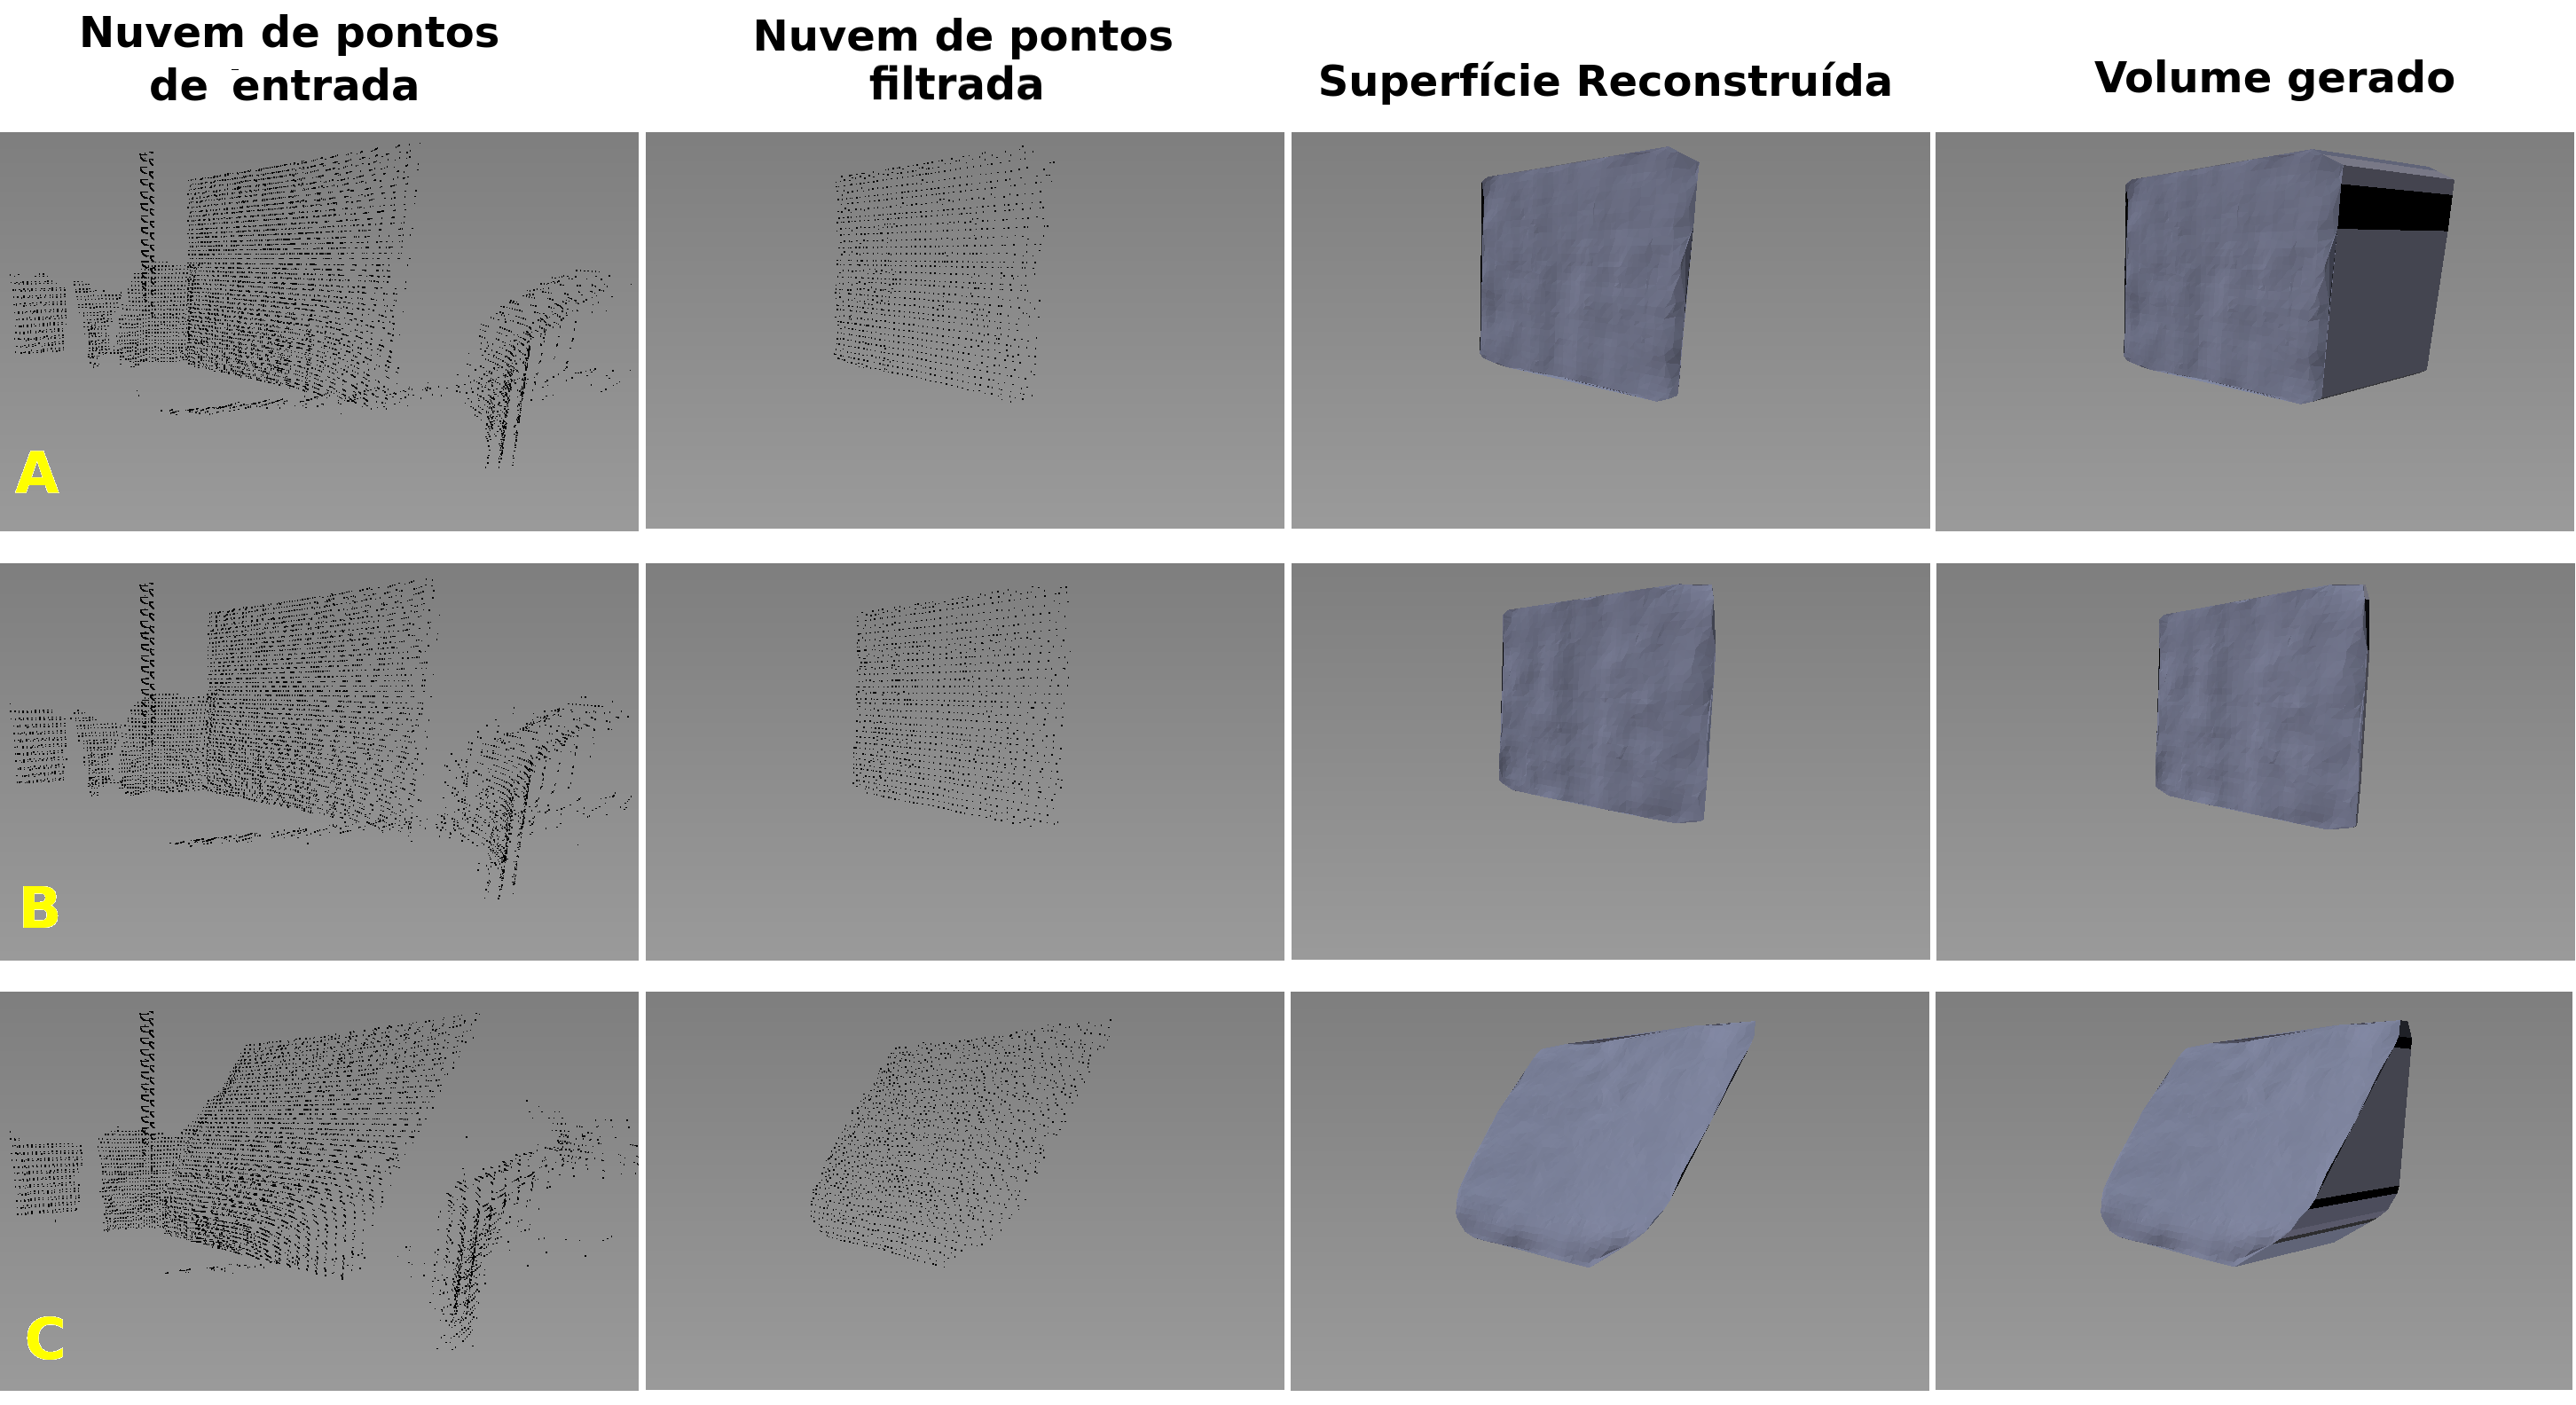 Nuvem de pontos
de entrada
Nuvem de pontos
filtrada
Superfície Reconstruída
Volume gerado
A
B
C